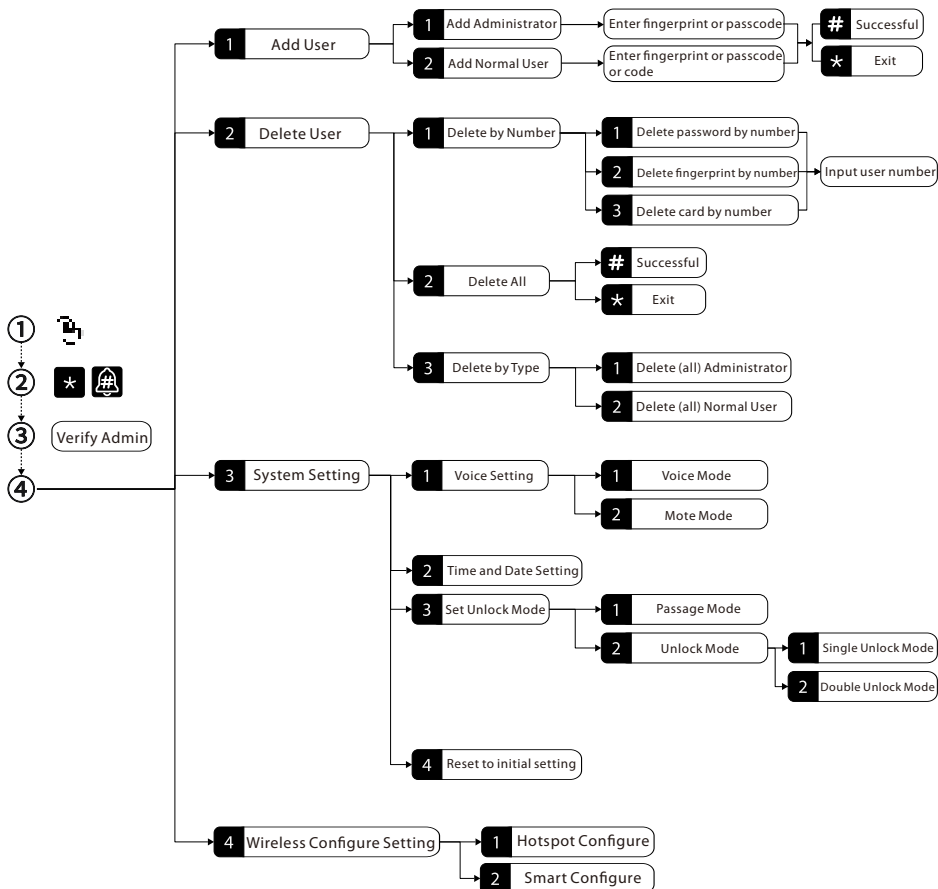 1 Add User
1 Add Administrator
Enter fingerprint or passcode
# Successful
* Exit
2 Add Normal User
Enter fingerprint or passcode
or code
2 Delete User
1 Delete by Number
1 Delete password by number
2 Delete fingerprint by number
3 Delete card by number
Input user number
2 Delete All
# Successful
* Exit
3 Delete by Type
1 Delete (all) Administrator
2 Delete (all) Normal User
1
2 * #
3 Verify Admin
4
3 System Setting
1 Voice Setting
1 Voice Mode
2 Mote Mode
2 Time and Date Setting
3 Set Unlock Mode
1 Passage Mode
2 Unlock Mode
1 Single Unlock Mode
2 Double Unlock Mode
4 Reset to initial setting
4 Wireless Configure Setting
1 Hotspot Configure
2 Smart Configure